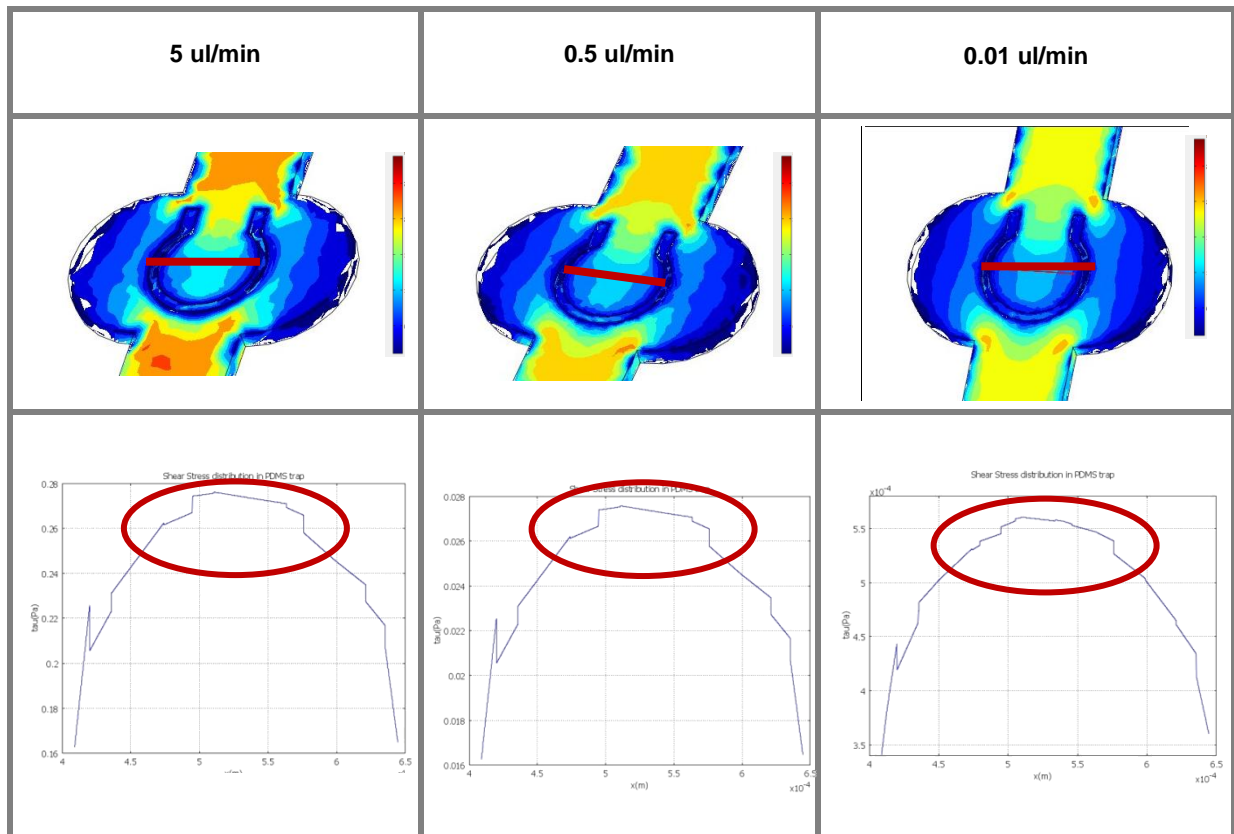 5 ul/min
0.5 ul/min
0.01 ul/min
Shear Stress distribution in PDMS trap
0.28
0.26
0.24
0.22
0.2
0.18
0.16
tau(Pa)
4
4.5
5
5.5
6
6.5
x(m)
Shear Stress distribution in PDMS
0.028
0.026
0.024
0.022
0.02
0.018
0.016
tau(Pa)
4
4.5
5
5.5
6
6.5
x(m)
x10⁻⁴
Shear Stress distribution in PDMS trap
x10⁻⁴
5.5
5
4.5
4
3.5
tau(Pa)
4
4.5
5
5.5
6
6.5
x(m)
x10⁻⁴